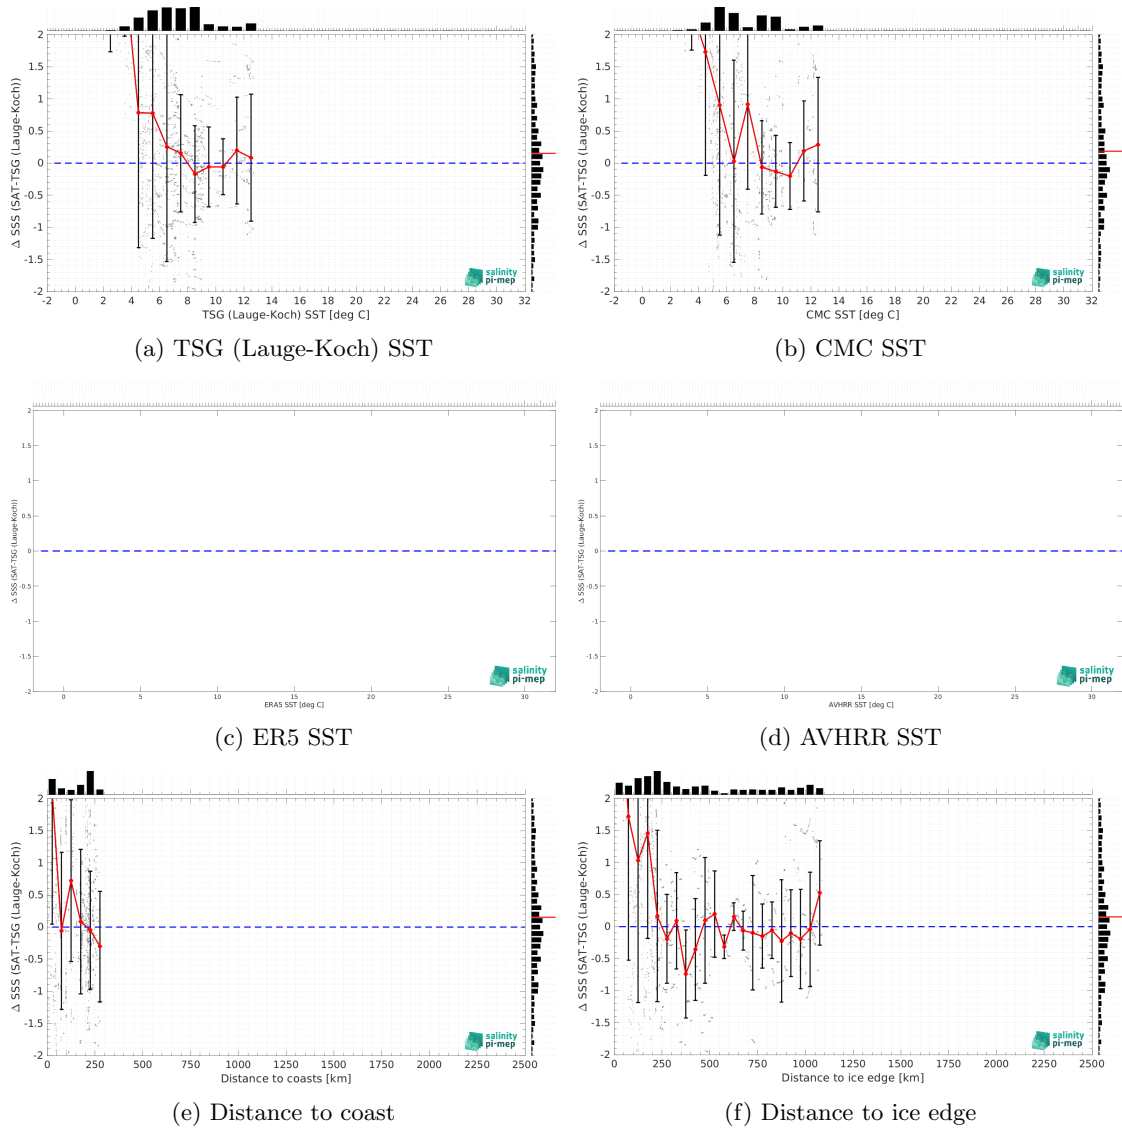 2
1.5
1
0.5
0
-0.5
-1
-1.5
-2
Δ SSS (SAT-TSG (Lauge-Koch))
-2 0 2 4 6 8 10 12 14 16 18 20 22 24 26 28 30 32
TSG (Lauge-Koch) SST [deg C]
salinity
pi-mep
(a) TSG (Lauge-Koch) SST
2
1.5
1
0.5
0
-0.5
-1
-1.5
-2
Δ SSS (SAT-TSG (Lauge-Koch))
-2 0 2 4 6 8 10 12 14 16 18 20 22 24 26 28 30 32
CMC SST [deg C]
salinity
pi-mep
(b) CMC SST
2
1.5
1
0.5
0
-0.5
-1
-1.5
-2
Δ SSS (SAT-TSG (Lauge-Koch))
0 5 10 15 20 25 30
ERA5 SST [deg C]
salinity
pi-mep
(c) ER5 SST
2
1.5
1
0.5
0
-0.5
-1
-1.5
-2
Δ SSS (SAT-TSG (Lauge-Koch))
0 5 10 15 20 25 30
AVHRR SST [deg C]
salinity
pi-mep
(d) AVHRR SST
2
1.5
1
0.5
0
-0.5
-1
-1.5
-2
Δ SSS (SAT-TSG (Lauge-Koch))
0 250 500 750 1000 1250 1500 1750 2000 2250 2500
Distance to coasts [km]
salinity
pi-mep
(e) Distance to coast
2
1.5
1
0.5
0
-0.5
-1
-1.5
-2
Δ SSS (SAT-TSG (Lauge-Koch))
0 250 500 750 1000 1250 1500 1750 2000 2250 2500
Distance to ice edge [km]
salinity
pi-mep
(f) Distance to ice edge